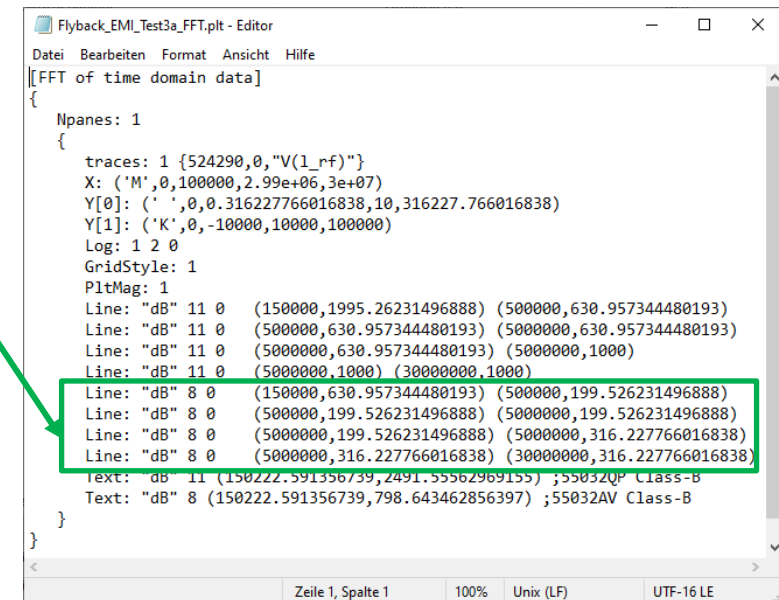 Flyback_EMI_Test3a_FFT.plt - Editor
Datei Bearbeiten Format Ansicht Hilfe
[FFT of time domain data]
{
   Npanes: 1
   {
      traces: 1 {524290,0,"V(l_rf)"}
      X: ('M',0,100000,2.99e+06,3e+07)
      Y[0]: (' ',0,0.316227766016838,10,316227.766016838)
      Y[1]: ('K',0,-10000,10000,100000)
      Log: 1 2 0
      GridStyle: 1
      PltMag: 1
      Line: "dB" 11 0   (150000,1995.26231496888) (500000,630.957344480193)
      Line: "dB" 11 0   (500000,630.957344480193) (5000000,630.957344480193)
      Line: "dB" 11 0   (5000000,630.957344480193) (5000000,1000)
      Line: "dB" 11 0   (5000000,1000) (30000000,1000)
      Line: "dB" 8 0    (150000,630.957344480193) (500000,199.526231496888)
      Line: "dB" 8 0    (500000,199.526231496888) (5000000,199.526231496888)
      Line: "dB" 8 0    (5000000,199.526231496888) (5000000,316.227766016838)
      Line: "dB" 8 0    (5000000,316.227766016838) (30000000,316.227766016838)
      Text: "dB" 11 (150222.591356739,2491.55562969155) ;55032QP Class-B
      Text: "dB" 8 (150222.591356739,798.643462856397) ;55032AV Class-B
   }
}
Zeile 1, Spalte 1 100% Unix (LF) UTF-16 LE